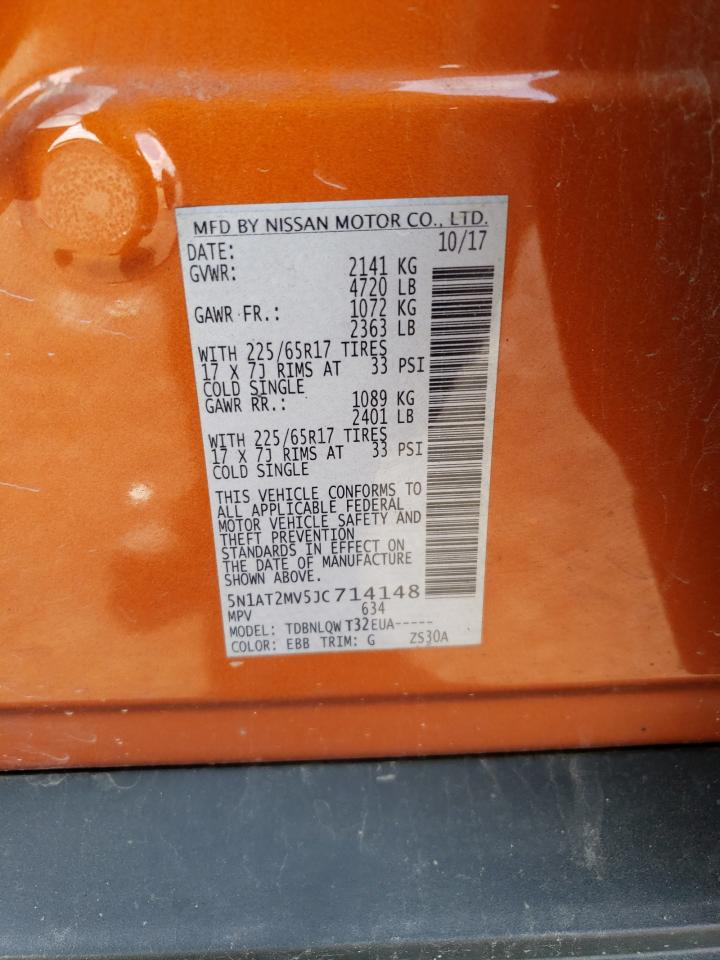 MFD BY NISSAN MOTOR CO., LTD.
DATE: 10/17
GVWR: 2141 KG
4720 LB
GAWR FR.: 1072 KG
2363 LB
WITH 225/65R17 TIRES
17 X 7J RIMS AT 33 PSI
COLD SINGLE
GAWR RR.: 1089 KG
2401 LB
WITH 225/65R17 TIRES
17 X 7J RIMS AT 33 PSI
COLD SINGLE
THIS VEHICLE CONFORMS TO
ALL APPLICABLE FEDERAL
MOTOR VEHICLE SAFETY AND
THEFT PREVENTION
STANDARDS IN EFFECT ON
THE DATE OF MANUFACTURE
SHOWN ABOVE.
5N1AT2MV5JC714148
MPV 634
MODEL: TDBNLQWT32EUA-----
COLOR: EBB TRIM: G ZS30A